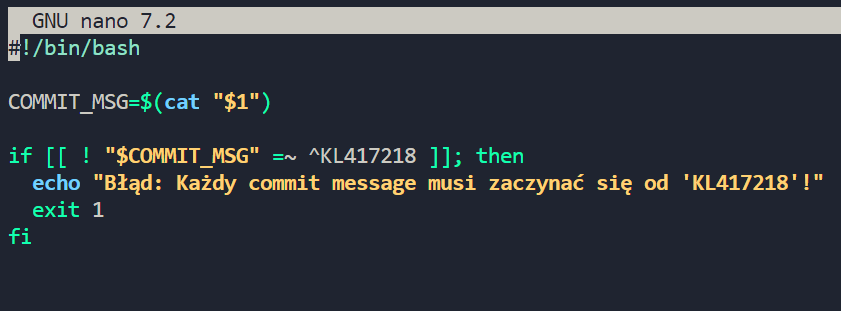 GNU nano 7.2
#!/bin/bash
COMMIT_MSG=$(cat "$1")
if [[ ! "$COMMIT_MSG" =~ ^KL417218 ]]; then
echo "Błąd: Każdy commit message musi zaczynać się od 'KL417218'!"
exit 1
fi